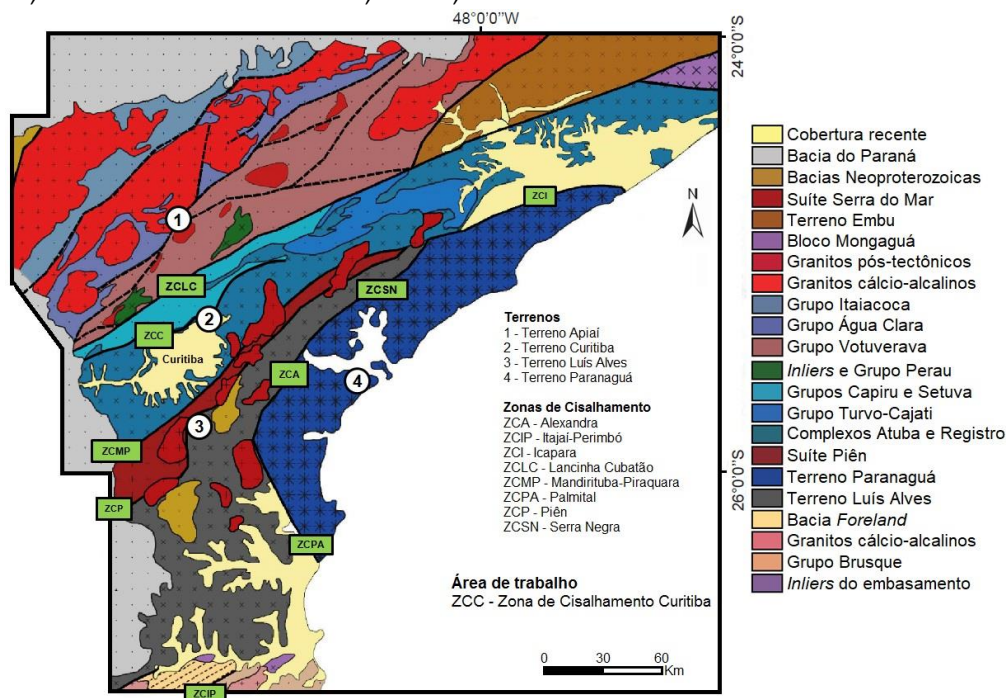 48°0'0"W
24°0'0"S
26°0'0"S
N
1
2
3
4
Curitiba
ZCI
ZCLC
ZCSN
ZCC
ZCA
ZCMP
ZCP
ZCPA
ZCIP
Terrenos
1 - Terreno Apiaí
2 - Terreno Curitiba
3 - Terreno Luís Alves
4 - Terreno Paranaguá
Zonas de Cisalhamento
ZCA - Alexandra
ZCIP - Itajaí-Perimbó
ZCI - Icapara
ZCLC - Lancinha Cubatão
ZCMP - Mandirituba-Piraquara
ZCPA - Palmital
ZCP - Piên
ZCSN - Serra Negra
Área de trabalho
ZCC - Zona de Cisalhamento Curitiba
0 30 60
Km
Cobertura recente
Bacia do Paraná
Bacias Neoproterozoicas
Suíte Serra do Mar
Terreno Embu
Bloco Mongaguá
Granitos pós-tectônicos
Granitos cálcio-alcalinos
Grupo Itaiacoca
Grupo Água Clara
Grupo Votuverava
Inliers e Grupo Perau
Grupos Capiru e Setuva
Grupo Turvo-Cajati
Complexos Atuba e Registro
Suíte Piên
Terreno Paranaguá
Terreno Luís Alves
Bacia Foreland
Granitos cálcio-alcalinos
Grupo Brusque
Inliers do embasamento